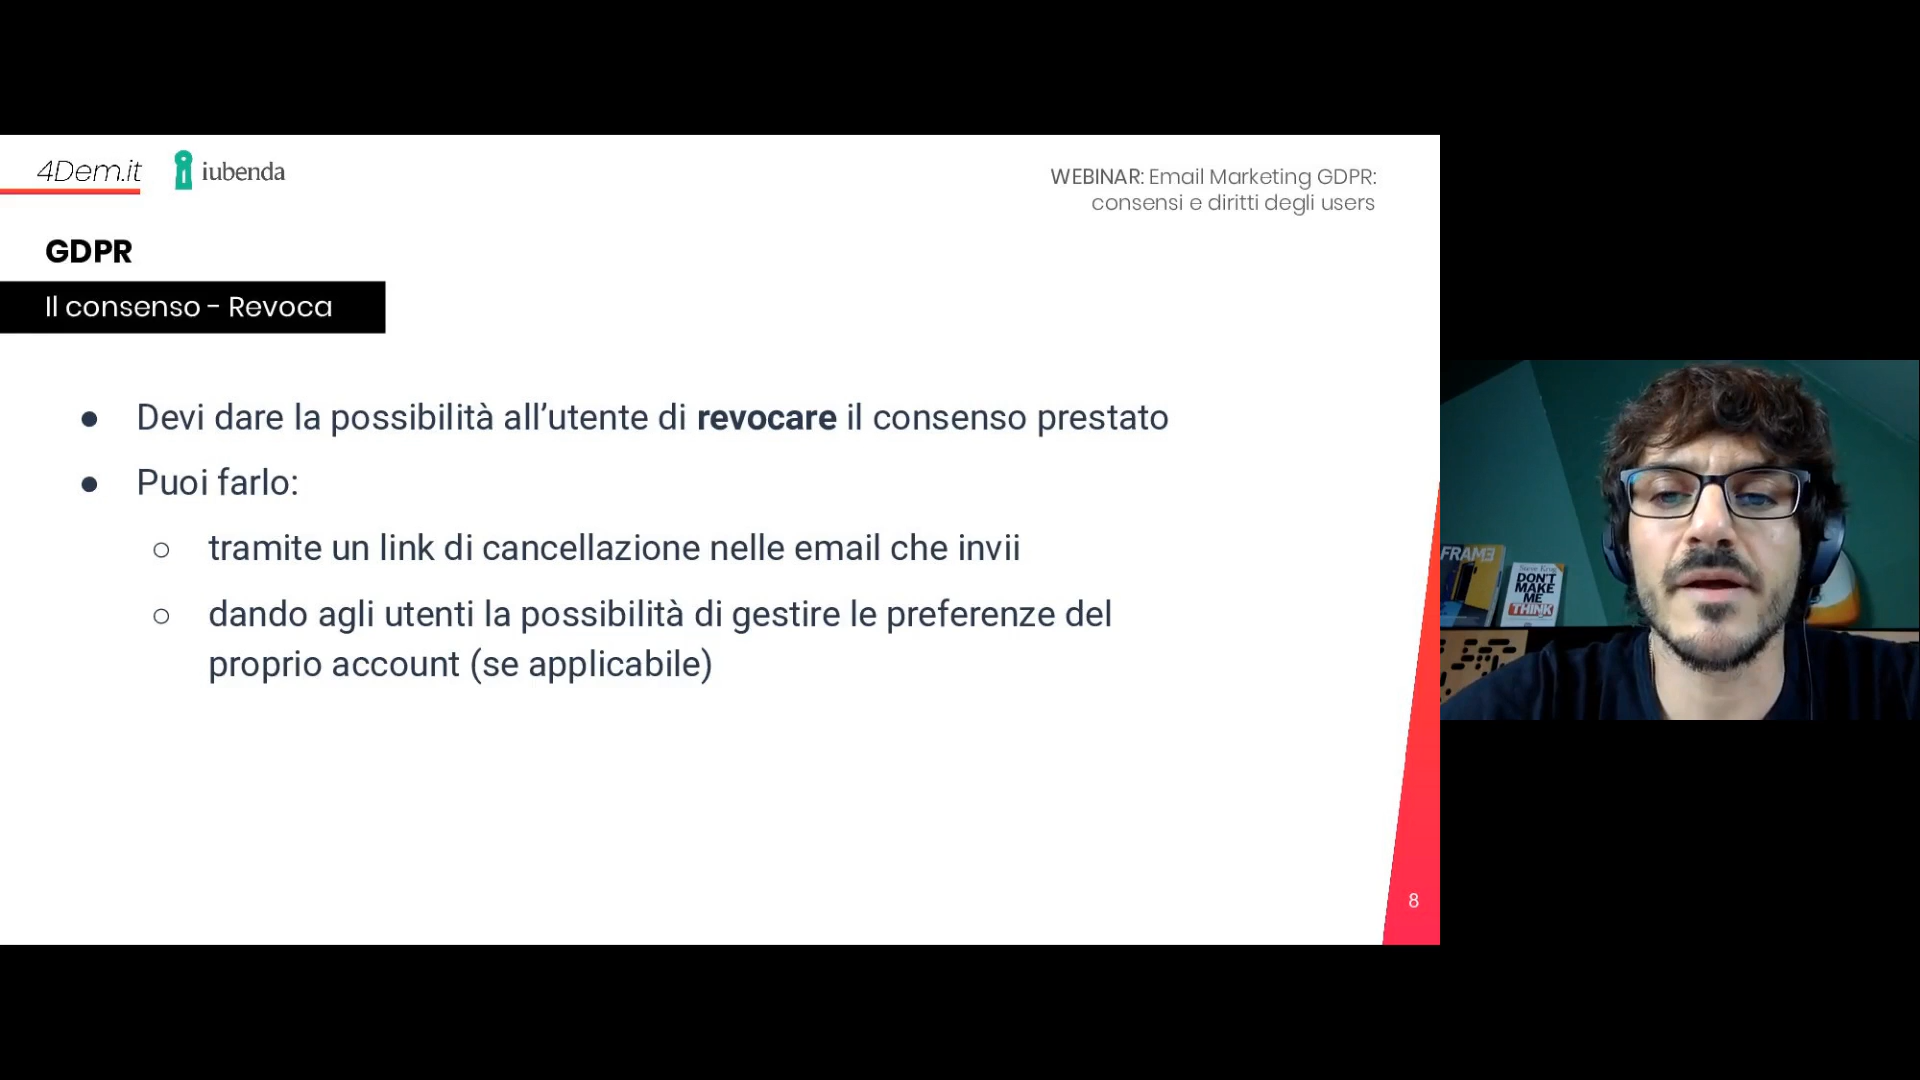 4Dem.it
iubenda
WEBINAR: Email Marketing GDPR:
consensi e diritti degli users
GDPR
Il consenso - Revoca
● Devi dare la possibilità all’utente di revocare il consenso prestato
● Puoi farlo:
○ tramite un link di cancellazione nelle email che invii
○ dando agli utenti la possibilità di gestire le preferenze del
proprio account (se applicabile)
8
FRAME
Steve Krug
DON'T
MAKE
ME
THINK